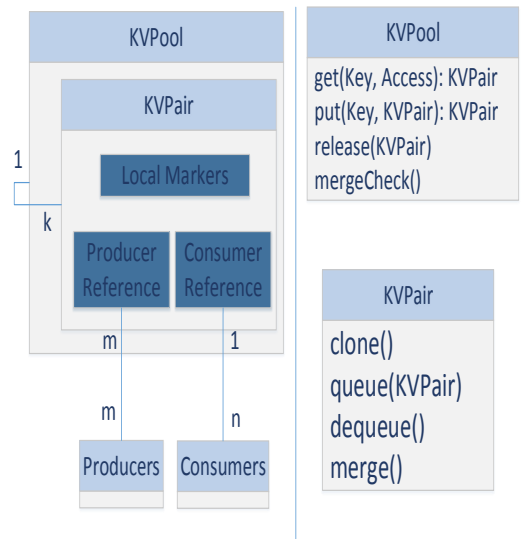 KVPool
KVPair
Local Markers
1
k
Producer
Reference
Consumer
Reference
m
1
m
n
Producers
Consumers
KVPool
get(Key, Access): KVPair
put(Key, KVPair): KVPair
release(KVPair)
mergeCheck()
KVPair
clone()
queue(KVPair)
dequeue()
merge()